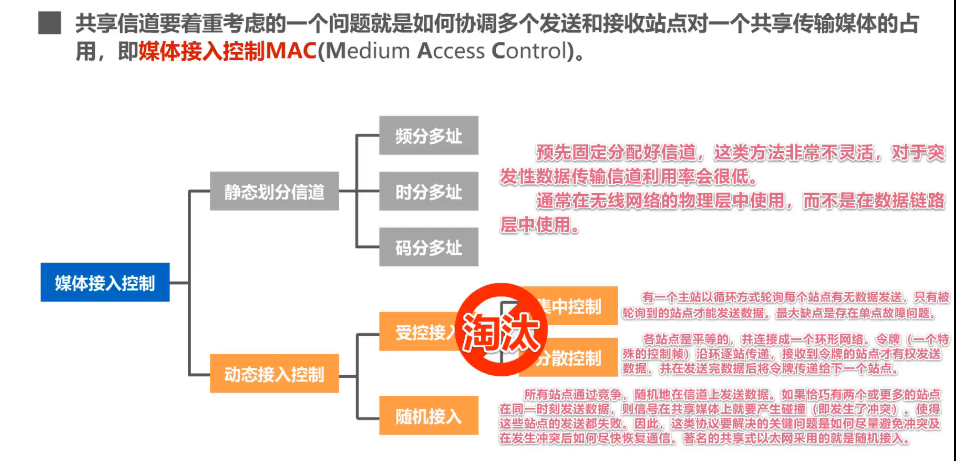 共享信道要着重考虑的一个问题就是如何协调多个发送和接收站点对一个共享传输媒体的占
用，即媒体接入控制MAC(Medium Access Control)。
频分多址
静态划分信道
时分多址
码分多址
预先固定分配好信道，这类方法非常不灵活，对于突
发性数据传输信道利用率会很低。
通常在无线网络的物理层中使用，而不是在数据链路
层中使用。
媒体接入控制
集中控制
受控接入
淘汰
分散控制
动态接入控制
随机接入
有一个主站以循环方式轮询每个站点有无数据发送，只有被
轮询到的站点才能发送数据。最大缺点是存在单点故障问题。
各站点是平等的，并连接成一个环形网络。令牌（一个特
殊的控制帧）沿环逐站传递，接收到令牌的站点才有权发送
数据，并在发送完数据后将令牌传递给下一个站点。
所有站点通过竞争，随机地在信道上发送数据。如果恰巧有两个或更多的站点
在同一时刻发送数据，则信号在共享媒体上就要产生碰撞（即发生了冲突）。使得
这些站点的发送都失败。因此，这类协议要解决的关键问题是如何尽量避免冲突及
在发生冲突后如何尽快恢复通信。著名的共享式以太网采用的就是随机接入。